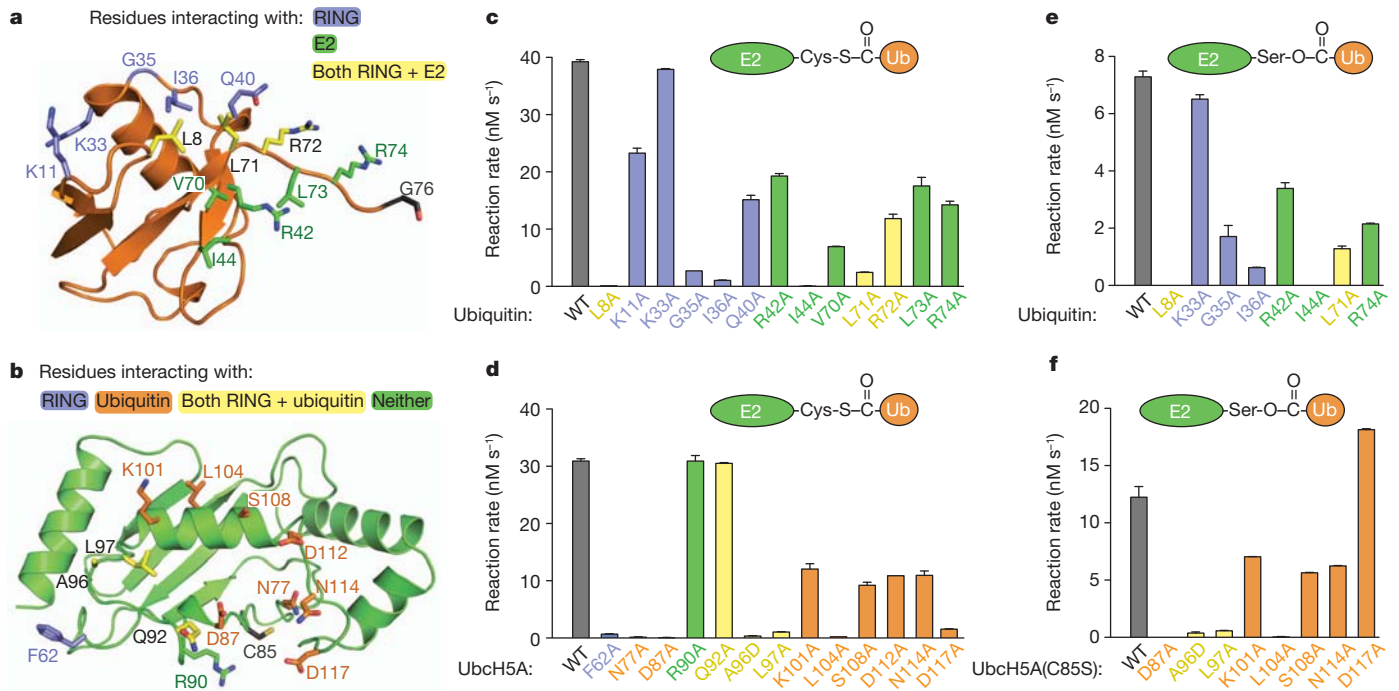 a Residues interacting with: RING
E2
Both RING + E2
G35
I36
Q40
K33
L8
R72
K11
L71
R74
V70
L73
G76
R42
I44
b Residues interacting with:
RING Ubiquitin Both RING + ubiquitin Neither
K101
L104
S108
L97
D112
A96
N77
N114
Q92
D87
C85
F62
D117
R90
c
E2 -Cys-S-C- Ub
O
Reaction rate (nM s⁻¹)
40
30
20
10
0
Ubiquitin: WT L8A K11A K33A G35A I36A Q40A R42A I44A V70A L71A R72A L73A R74A
d
O
E2 -Cys-S-C- Ub
Reaction rate (nM s⁻¹)
40
30
20
10
0
UbcH5A: WT F62A N77A D87A R90A Q92A A96D L97A K101A L104A S108A D112A N114A D117A
e
O
E2 -Ser-O-C- Ub
Reaction rate (nM s⁻¹)
8
6
4
2
0
Ubiquitin: WT L8A K33A G35A I36A R42A I44A L71A R74A
f
O
E2 -Ser-O-C- Ub
Reaction rate (nM s⁻¹)
20
15
10
5
0
UbcH5A(C85S): WT D87A A96D L97A K101A L104A S108A N114A D117A